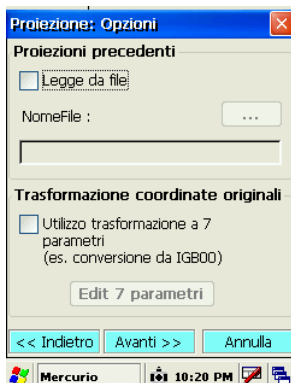 Proiezione: Opzioni
Proiezioni precedenti
Legge da file
NomeFile :
...
Trasformazione coordinate originali
Utilizzo trasformazione a 7
parametri
(es. conversione da IGB00)
Edit 7 parametri
<< Indietro
Avanti >>
Annulla
Mercurio
10:20 PM